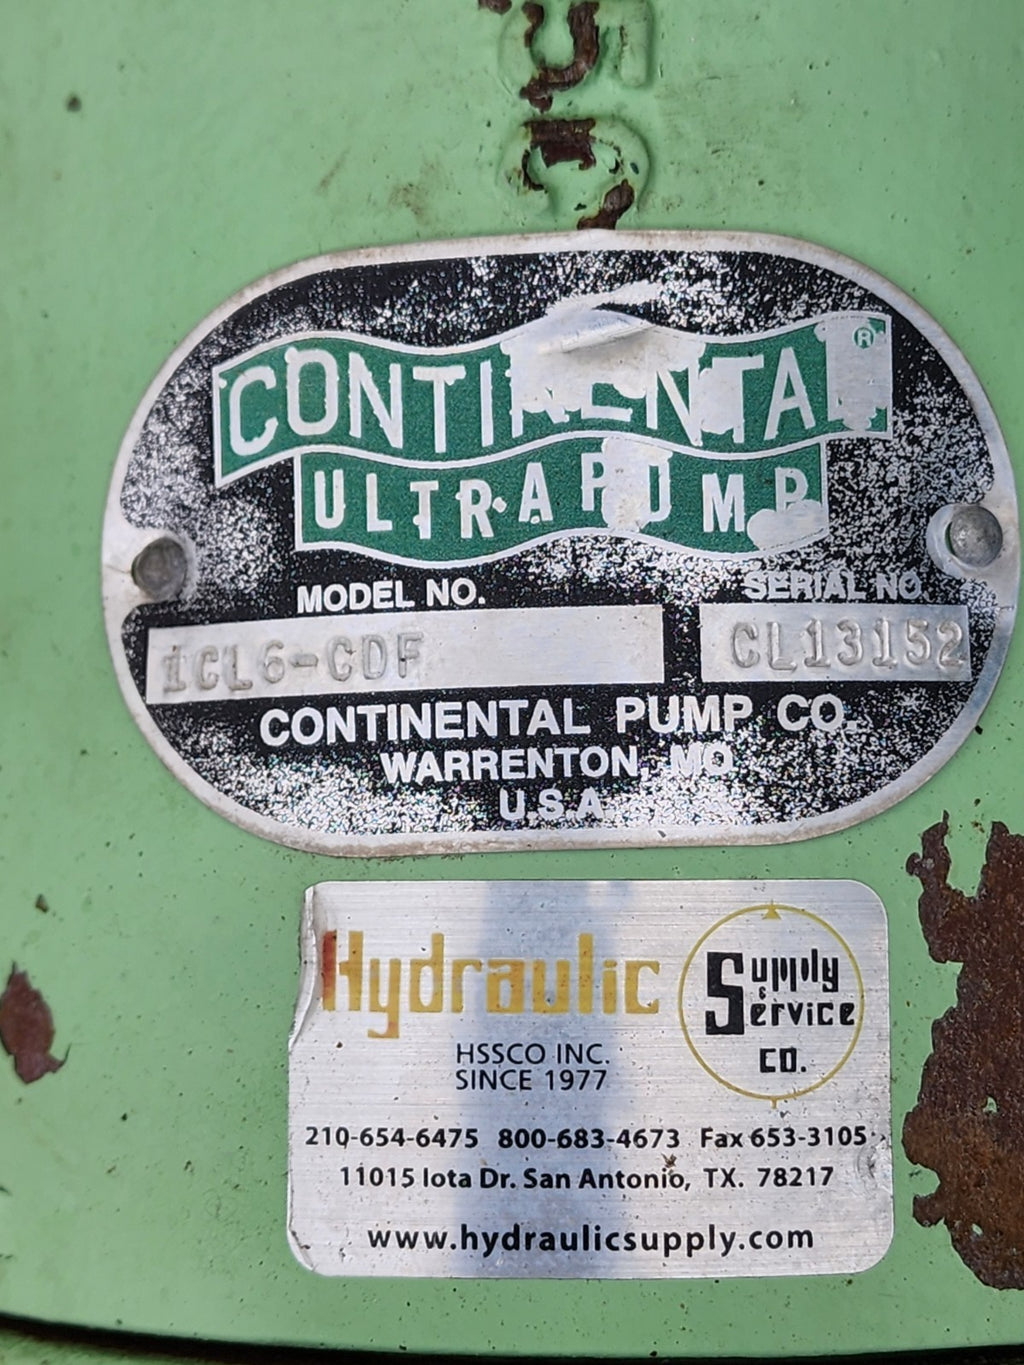 CONTINENTAL®
ULTRAPUMP
MODEL NO. SERIAL NO.
1CL6-CDF CL13152
CONTINENTAL PUMP CO.
WARRENTON, MO
U.S.A.
Hydraulic Supply & Service CO.
HSSCO INC.
SINCE 1977
210-654-6475 800-683-4673 Fax 653-3105
11015 Iota Dr. San Antonio, TX. 78217
www.hydraulicsupply.com